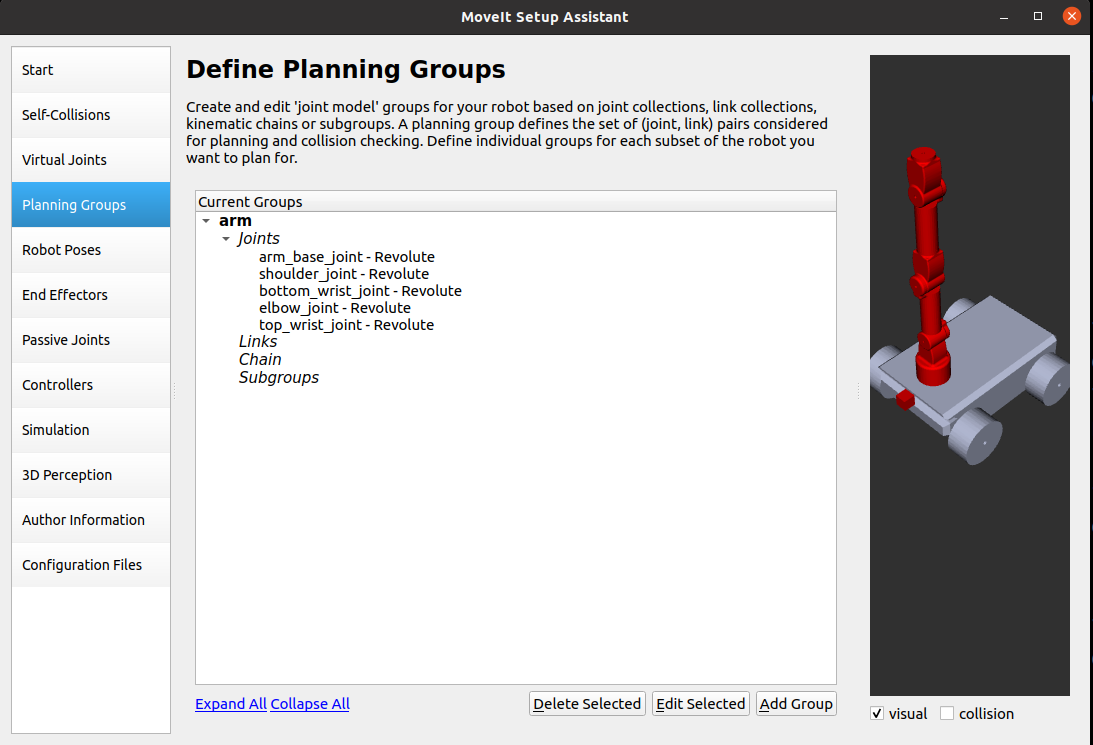 MoveIt Setup Assistant
Start
Self-Collisions
Virtual Joints
Planning Groups
Robot Poses
End Effectors
Passive Joints
Controllers
Simulation
3D Perception
Author Information
Configuration Files
Define Planning Groups
Create and edit 'joint model' groups for your robot based on joint collections, link collections,
kinematic chains or subgroups. A planning group defines the set of (joint, link) pairs considered
for planning and collision checking. Define individual groups for each subset of the robot you
want to plan for.
Current Groups
arm
Joints
arm_base_joint - Revolute
shoulder_joint - Revolute
bottom_wrist_joint - Revolute
elbow_joint - Revolute
top_wrist_joint - Revolute
Links
Chain
Subgroups
Expand All Collapse All
Delete Selected
Edit Selected
Add Group
visual
collision